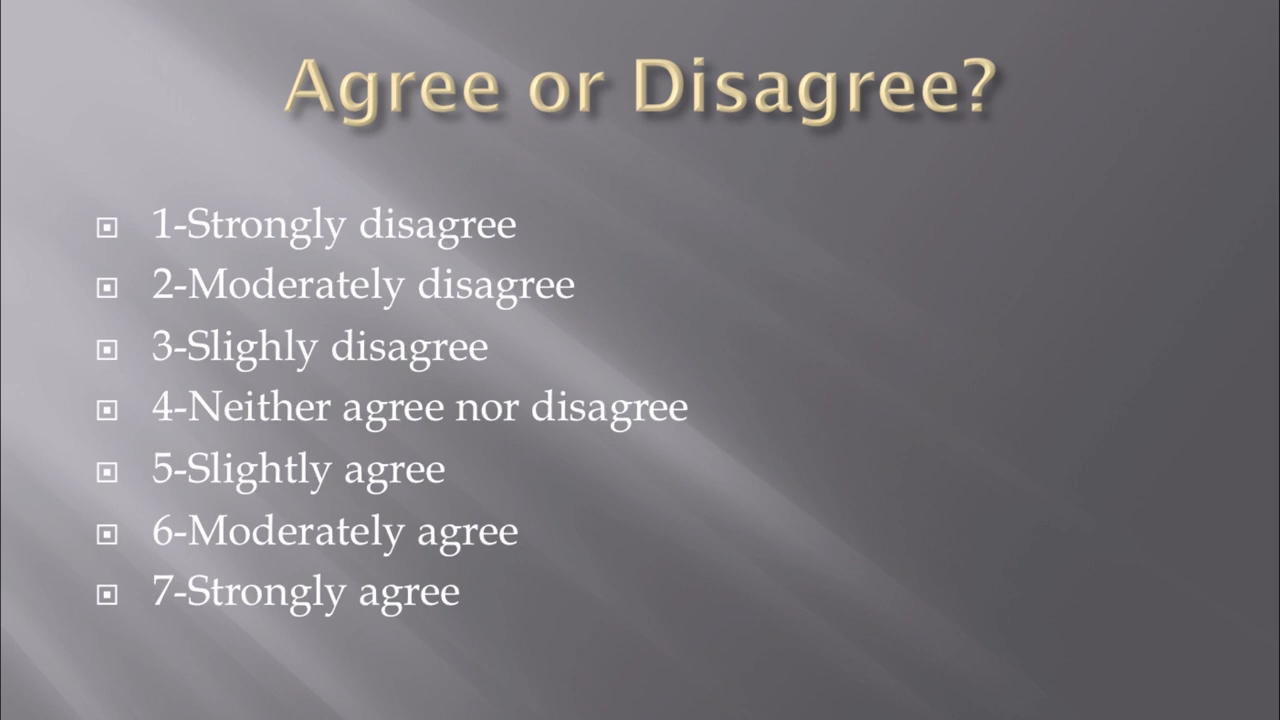 Agree or Disagree?
1-Strongly disagree
2-Moderately disagree
3-Slighly disagree
4-Neither agree nor disagree
5-Slightly agree
6-Moderately agree
7-Strongly agree